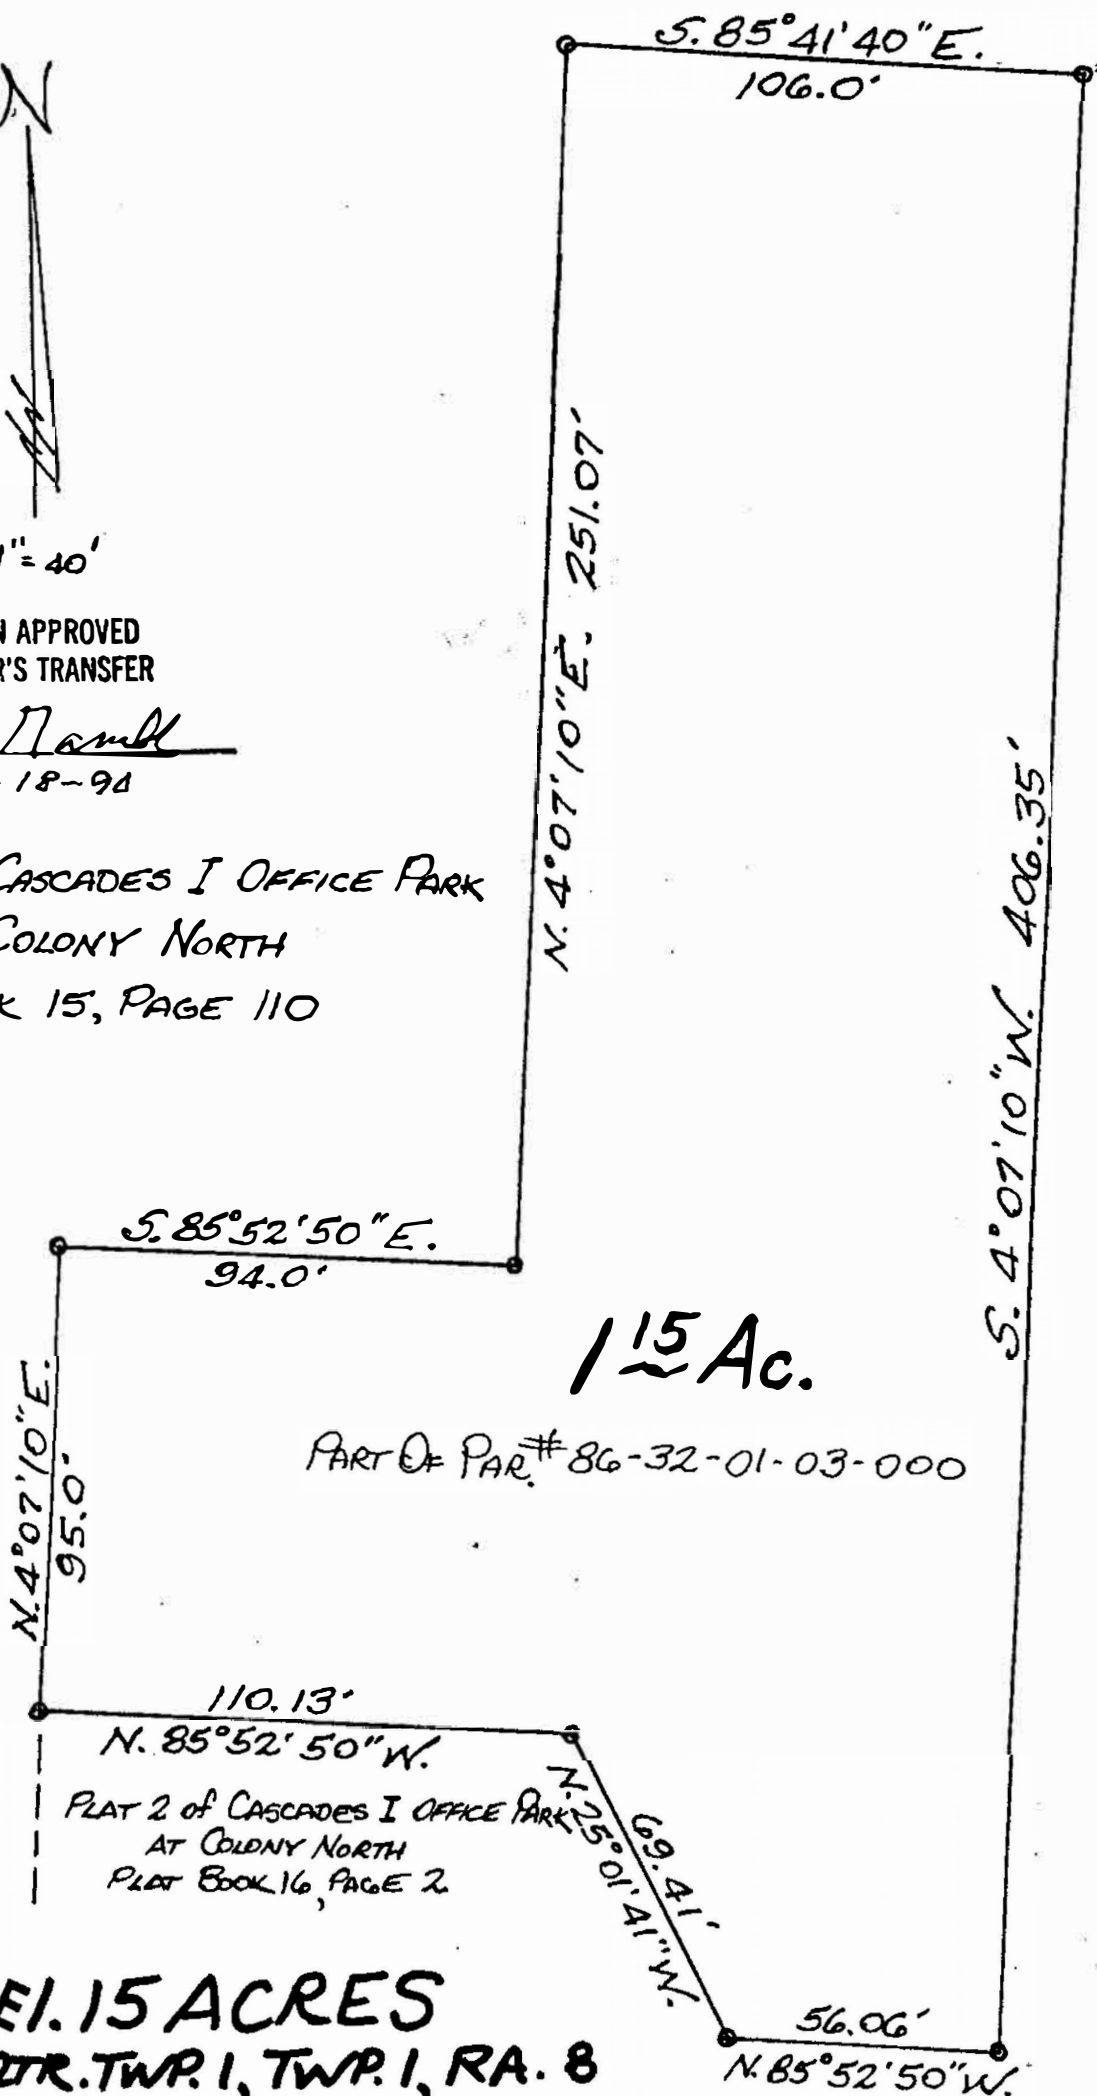 S. 85°41'40"E.
106.0'
N
1"=40'
N APPROVED
R'S TRANSFER
18-94
CASCADES I OFFICE PARK
COLONY NORTH
K 15, PAGE 110
N. 4°07'10"E. 251.07'
S. 4°07'10"W. 406.35'
S. 85°52'50"E.
94.0'
1 15 Ac.
PART OF PAR.# 86-32-01-03-000
N. 4°07'10"E.
95.0'
110.13'
N. 85°52'50"W.
PLAT 2 of CASCADES I OFFICE PARK
AT COLONY NORTH
PLAT BOOK 16, PAGE 2
69.41'
N. 25°01'41"W.
56.06'
N. 85°52'50"W.
E1.15 ACRES
QTR. TWP. 1, TWP. 1, RA. 8